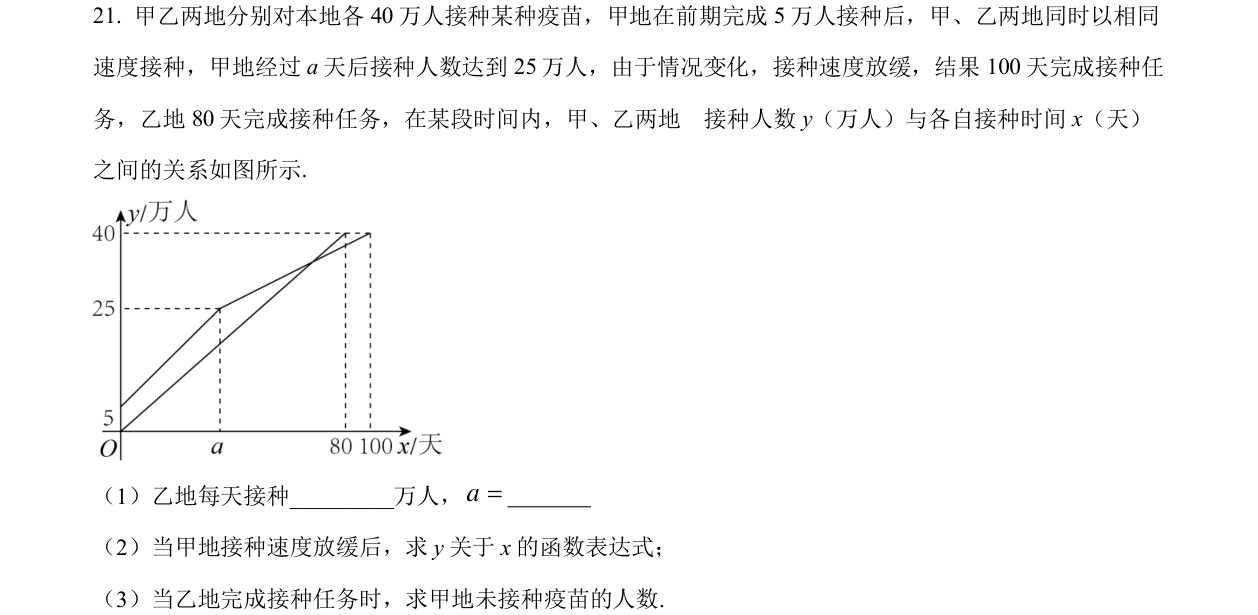 21. 甲乙两地分别对本地各 40 万人接种某种疫苗，甲地在前期完成 5 万人接种后，甲、乙两地同时以相同
速度接种，甲地经过 a 天后接种人数达到 25 万人，由于情况变化，接种速度放缓，结果 100 天完成接种任
务，乙地 80 天完成接种任务，在某段时间内，甲、乙两地 接种人数 y（万人）与各自接种时间 x（天）
之间的关系如图所示.
y/万人
40
25
5
O a 80 100 x/天
（1）乙地每天接种________万人，a = ______
（2）当甲地接种速度放缓后，求 y 关于 x 的函数表达式；
（3）当乙地完成接种任务时，求甲地未接种疫苗的人数.